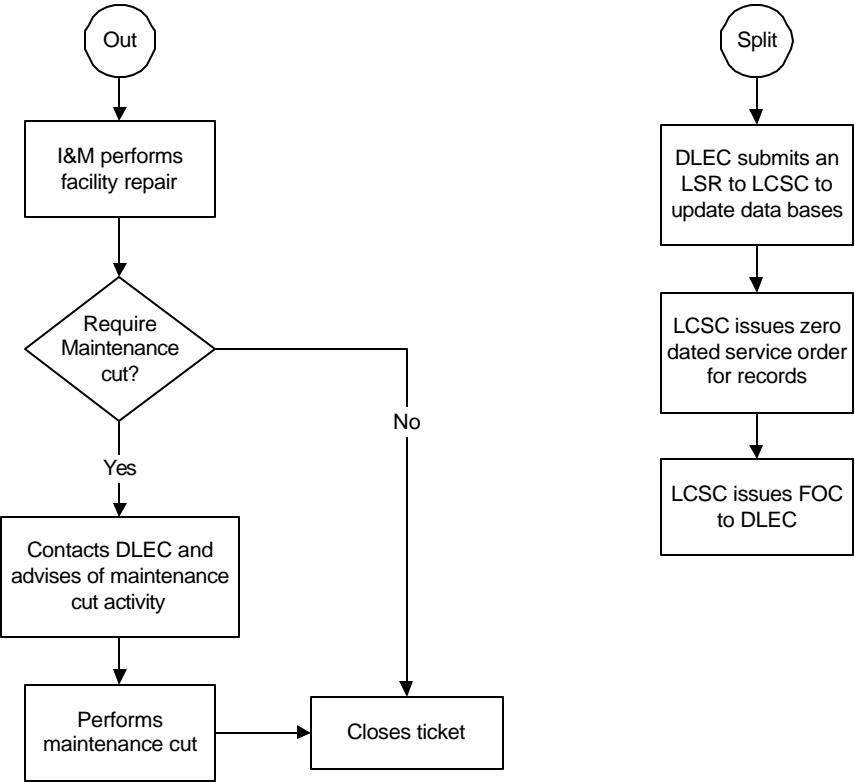 Out
I&M performs
facility repair
Require
Maintenance
cut?
No
Yes
Contacts DLEC and
advises of maintenance
cut activity
Performs
maintenance cut
Closes ticket
Split
DLEC submits an
LSR to LCSC to
update data bases
LCSC issues zero
dated service order
for records
LCSC issues FOC
to DLEC